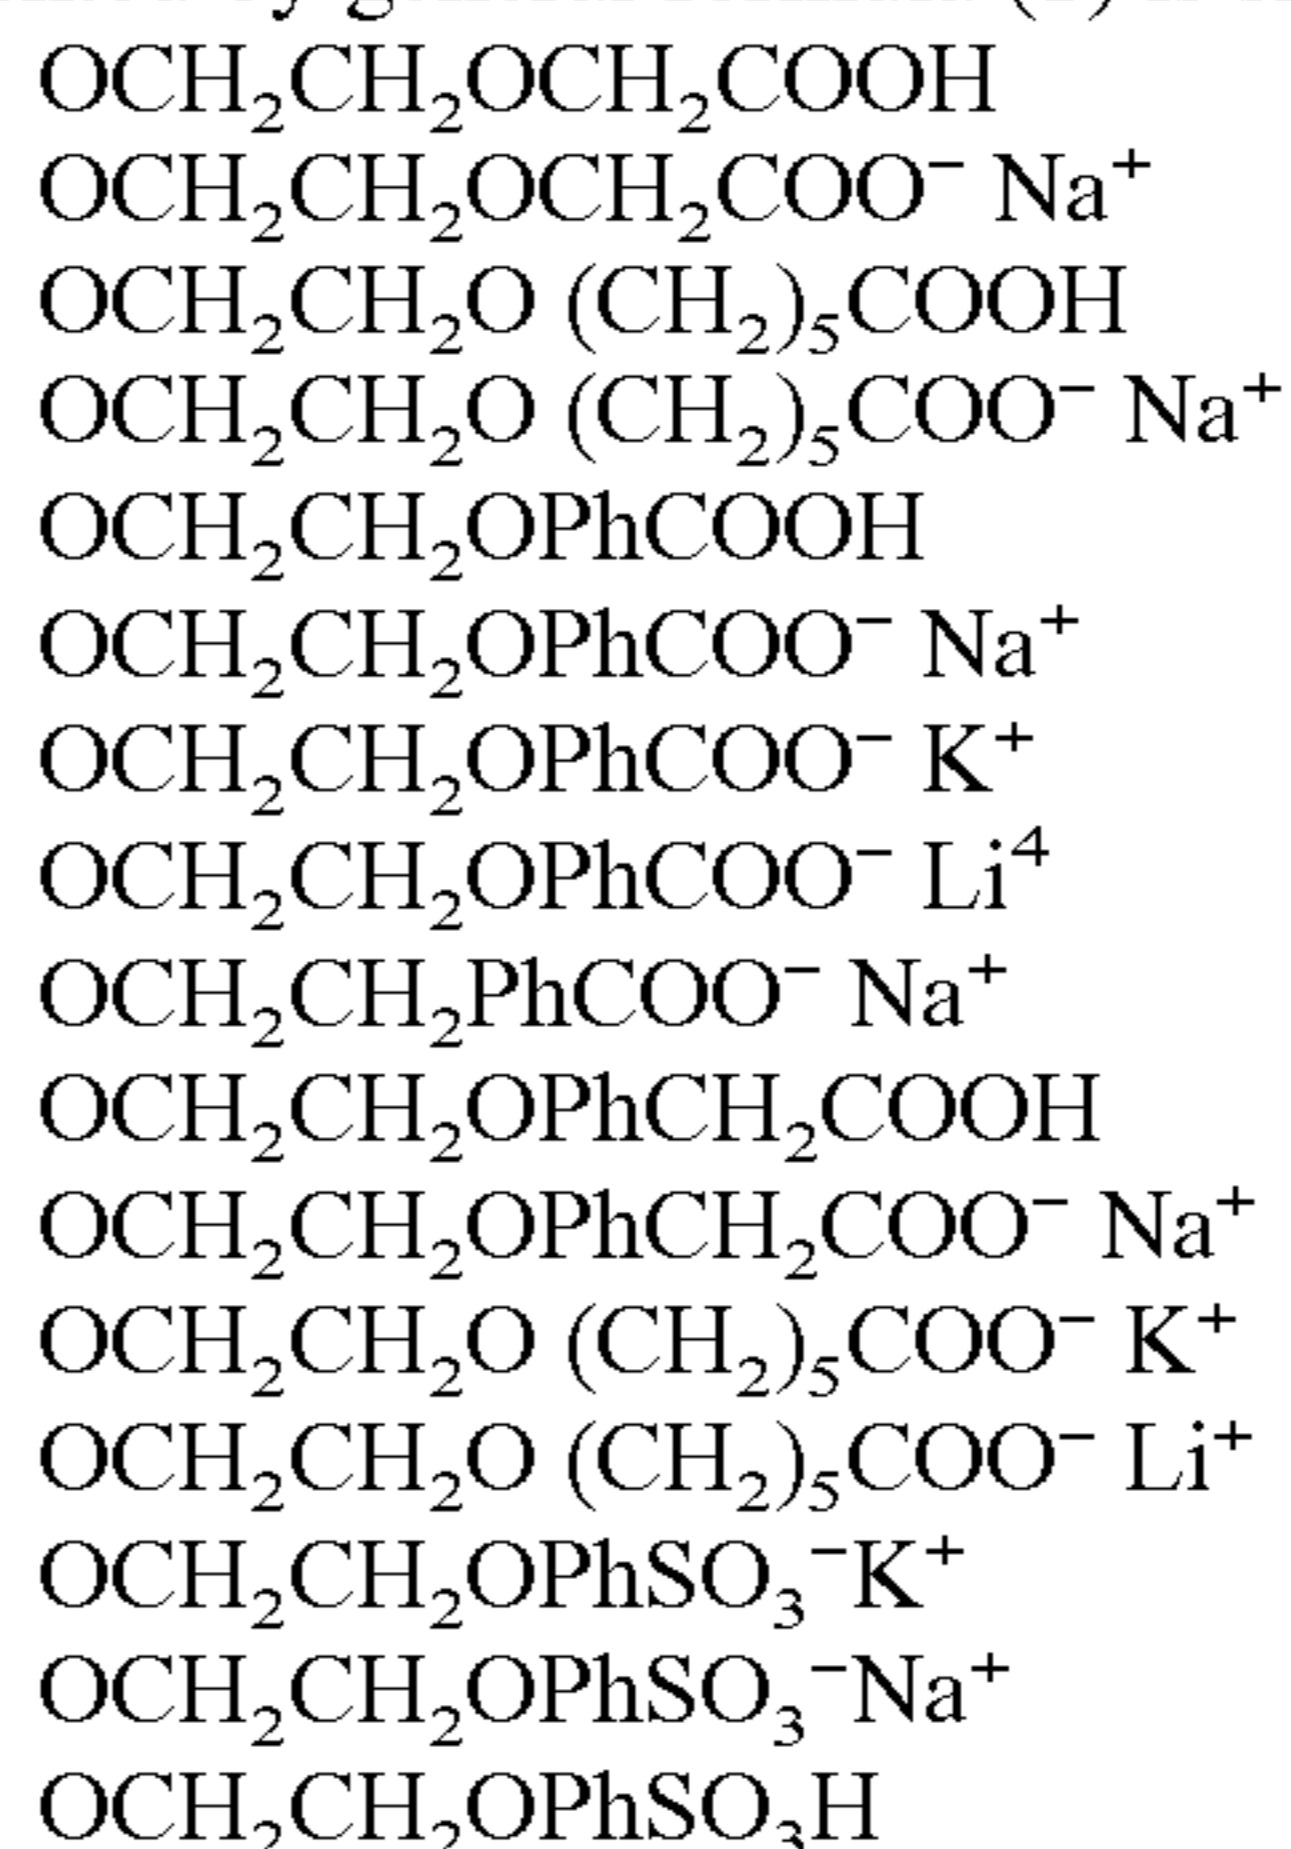 OCH₂CH₂OCH₂COOH
OCH₂CH₂OCH₂COO⁻ Na⁺
OCH₂CH₂O (CH₂)₅COOH
OCH₂CH₂O (CH₂)₅COO⁻ Na⁺
OCH₂CH₂OPhCOOH
OCH₂CH₂OPhCOO⁻ Na⁺
OCH₂CH₂OPhCOO⁻ K⁺
OCH₂CH₂OPhCOO⁻ Li⁴
OCH₂CH₂PhCOO⁻ Na⁺
OCH₂CH₂OPhCH₂COOH
OCH₂CH₂OPhCH₂COO⁻ Na⁺
OCH₂CH₂O (CH₂)₅COO⁻ K⁺
OCH₂CH₂O (CH₂)₅COO⁻ Li⁺
OCH₂CH₂OPhSO₃⁻K⁺
OCH₂CH₂OPhSO₃⁻Na⁺
OCH₂CH₂OPhSO₃H